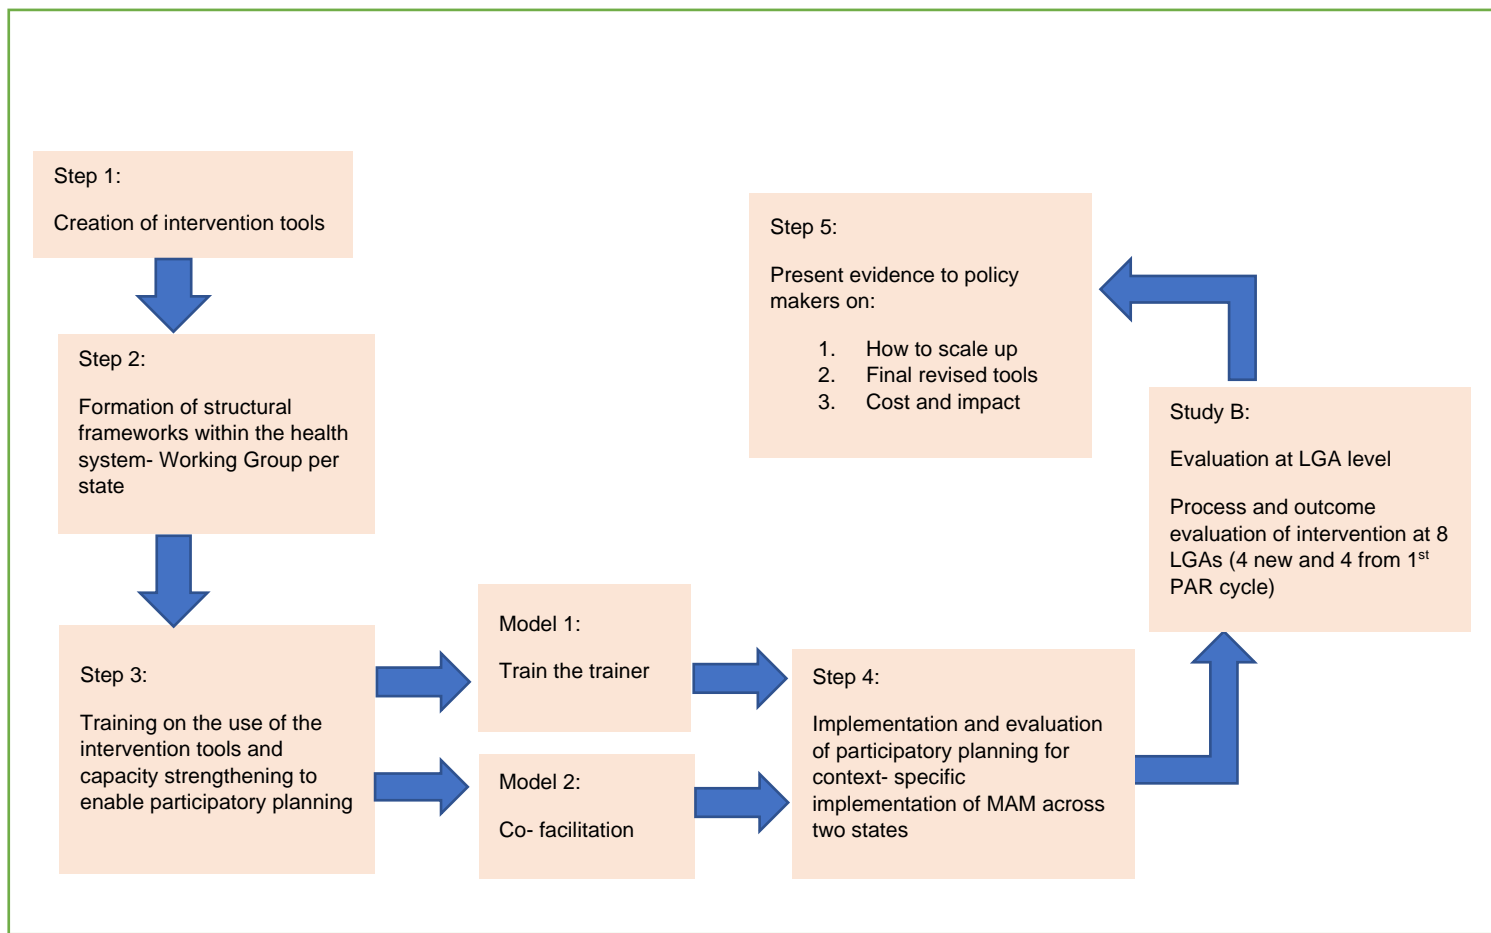 Step 1:
Creation of intervention tools
Step 2:
Formation of structural
frameworks within the health
system- Working Group per
state
Step 3:
Training on the use of the
intervention tools and
capacity strengthening to
enable participatory planning
Model 1:
Train the trainer
Model 2:
Co- facilitation
Step 4:
Implementation and evaluation
of participatory planning for
context- specific
implementation of MAM across
two states
Study B:
Evaluation at LGA level
Process and outcome
evaluation of intervention at 8
LGAs (4 new and 4 from 1st
PAR cycle)
Step 5:
Present evidence to policy
makers on:
1. How to scale up
2. Final revised tools
3. Cost and impact